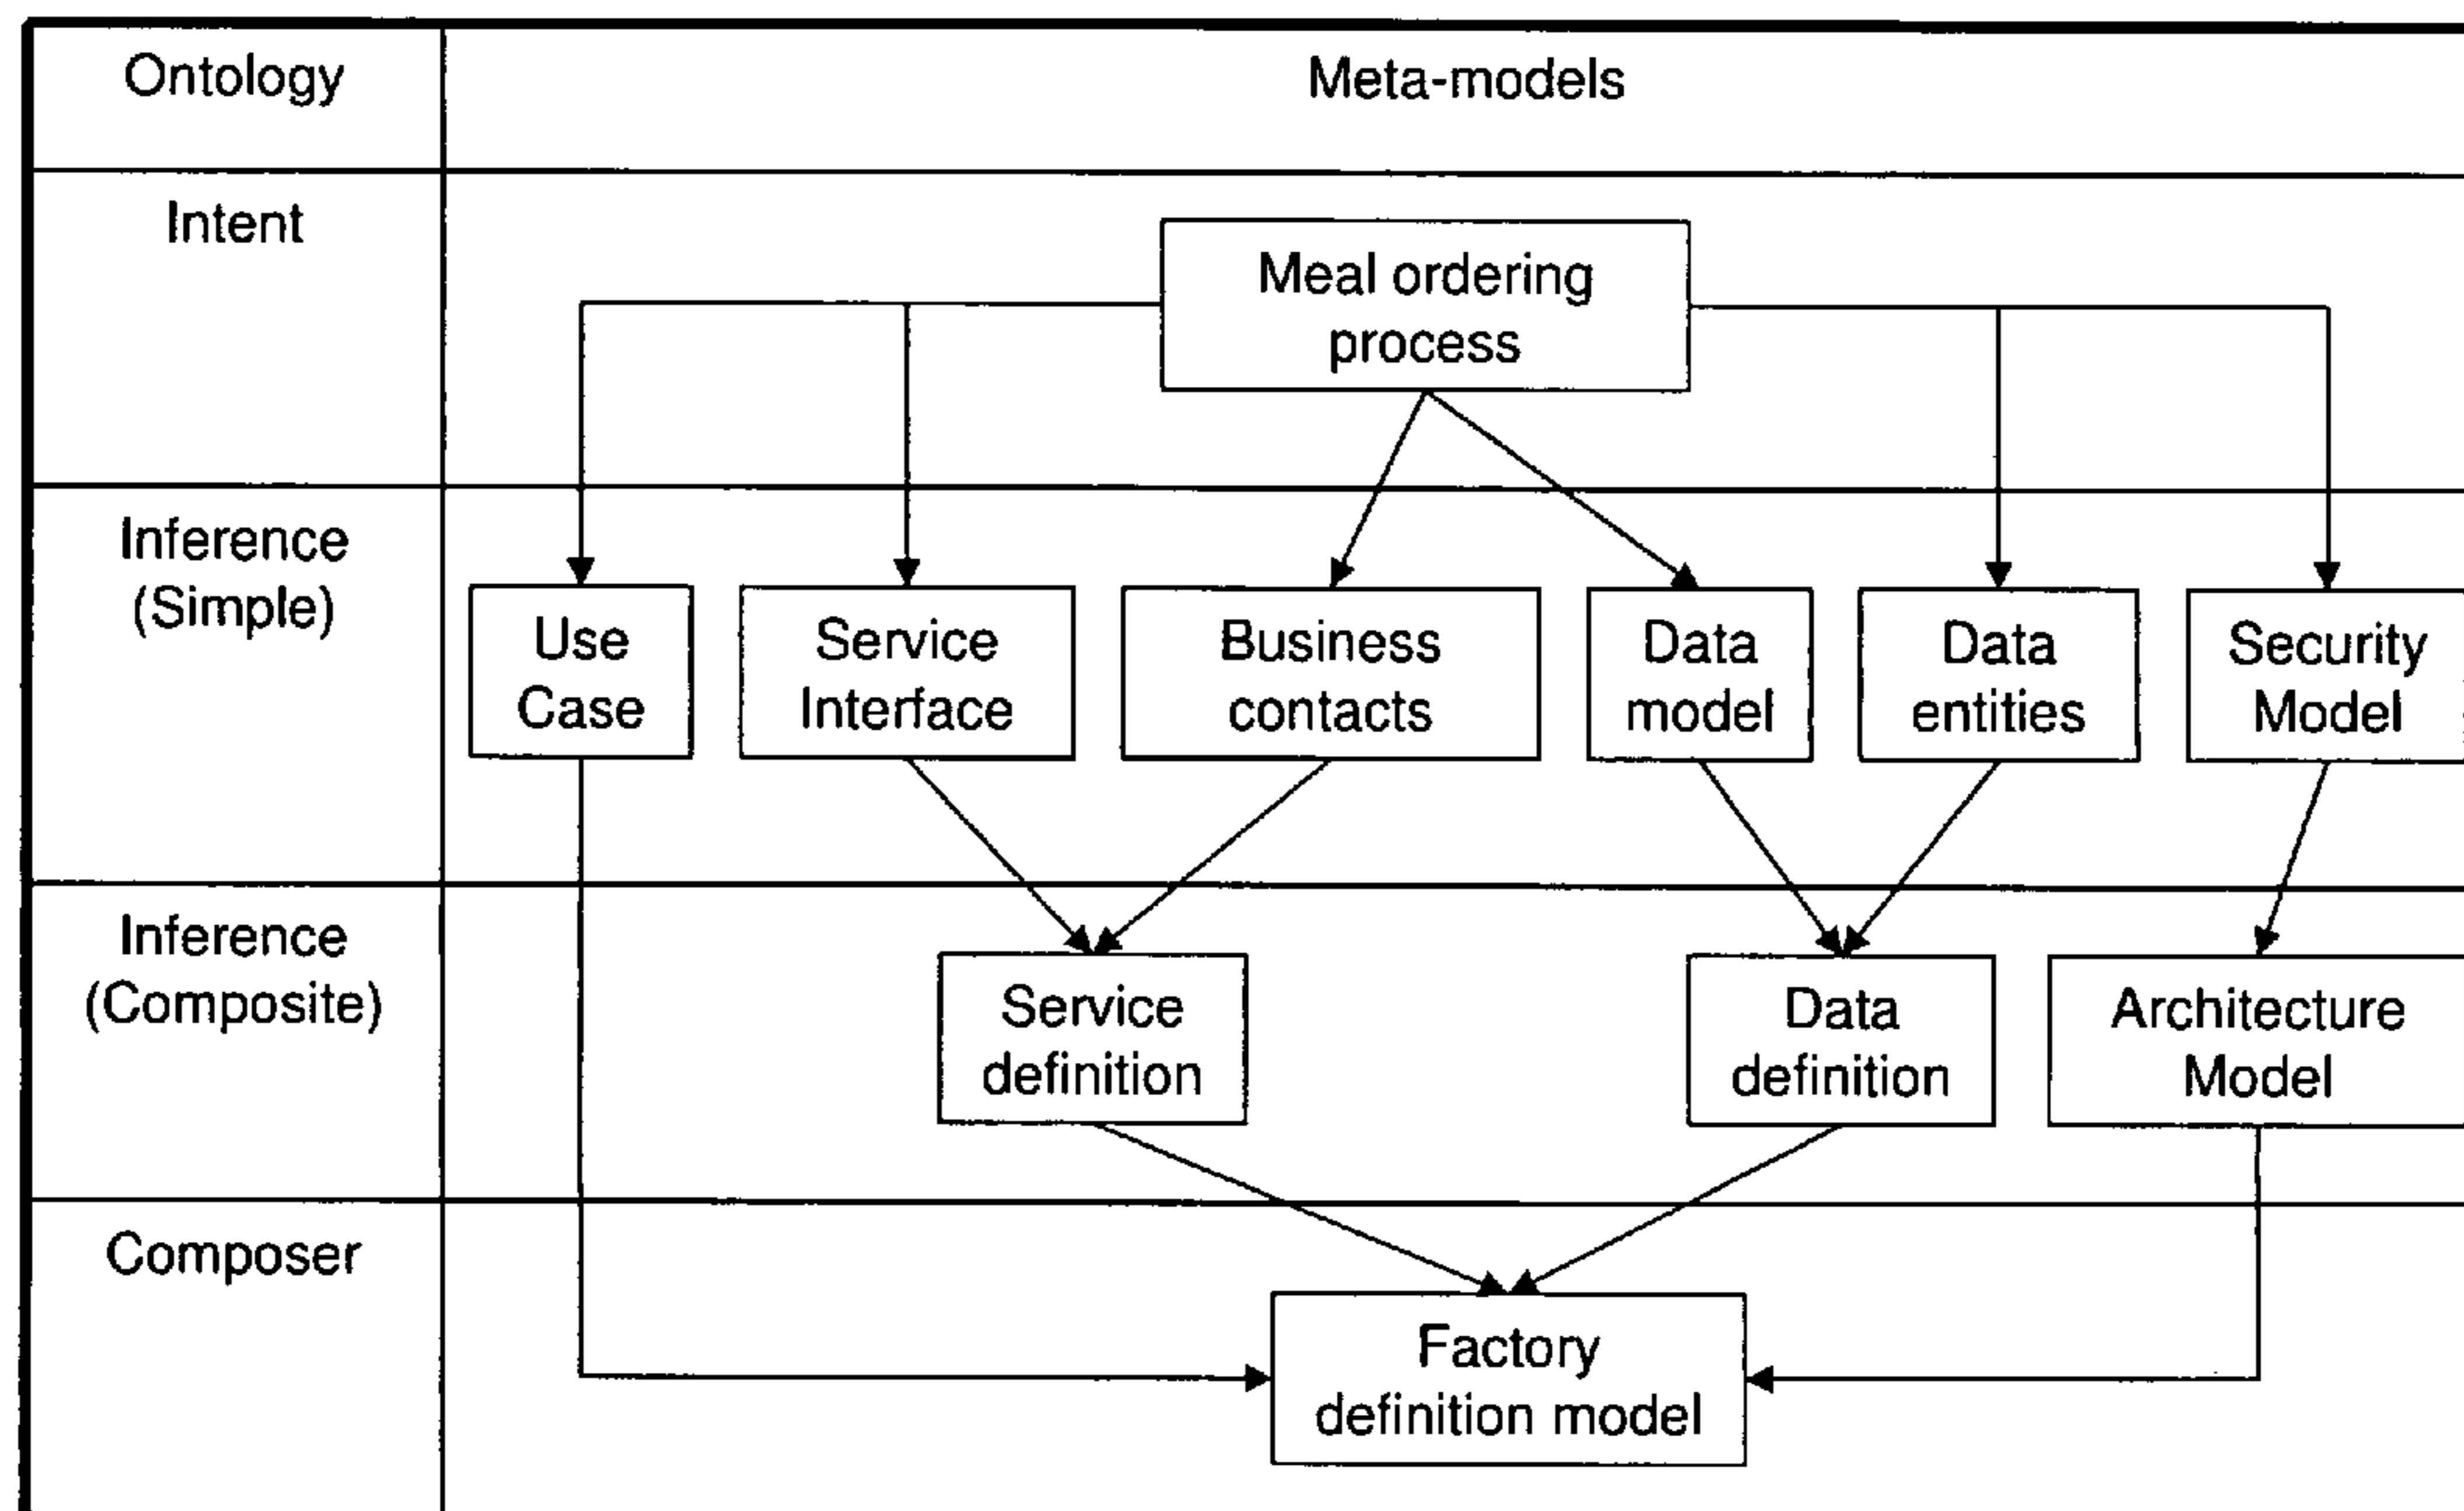 Ontology
Meta-models
Intent
Meal ordering
process
Inference
(Simple)
Use
Case
Service
Interface
Business
contacts
Data
model
Data
entities
Security
Model
Inference
(Composite)
Service
definition
Data
definition
Architecture
Model
Composer
Factory
definition model